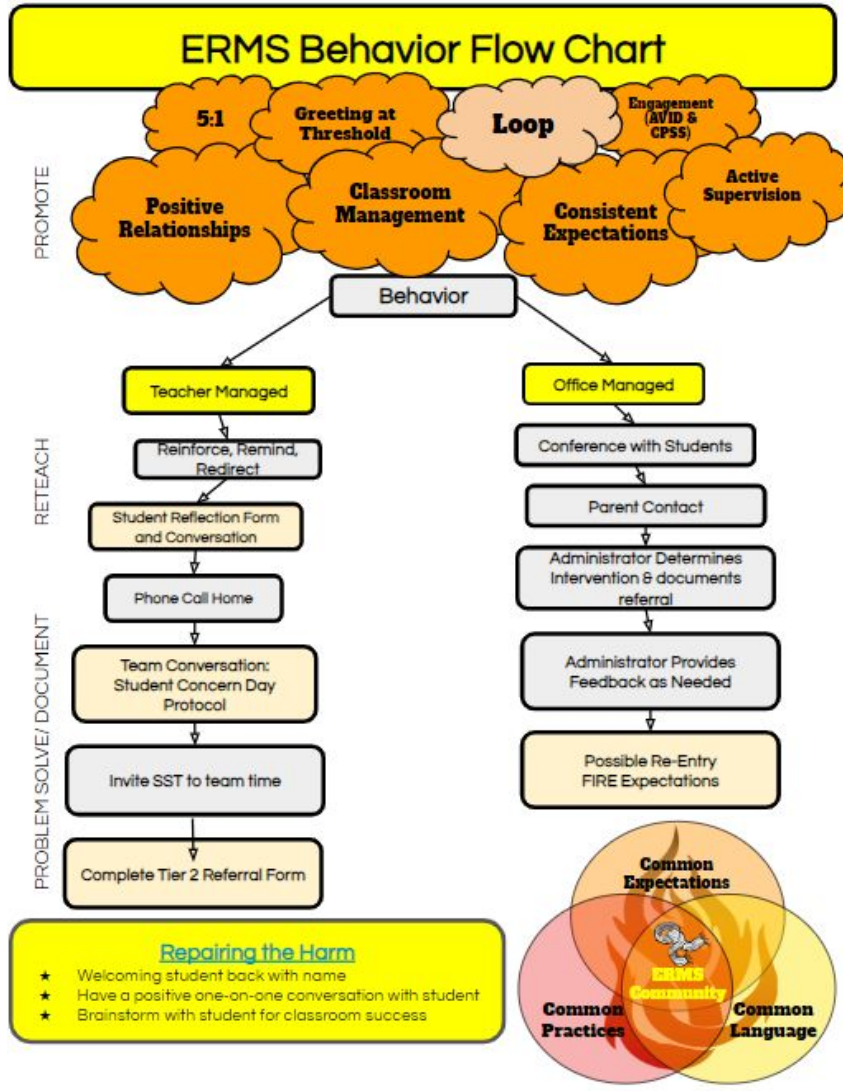 ERMS Behavior Flow Chart
5:1
Greeting at
Threshold
Loop
Engagement
(AVID &
CPSS)
PROMOTE
Positive
Relationships
Classroom
Management
Consistent
Expectations
Active
Supervision
Behavior
Teacher Managed
Office Managed
RETEACH
Reinforce, Remind,
Redirect
Student Reflection Form
and Conversation
Conference with Students
Parent Contact
PROBLEM SOLVE/ DOCUMENT
Phone Call Home
Team Conversation:
Student Concern Day
Protocol
Invite SST to team time
Complete Tier 2 Referral Form
Administrator Determines
Intervention & documents
referral
Administrator Provides
Feedback as Needed
Possible Re-Entry
FIRE Expectations
Repairing the Harm
★ Welcoming student back with name
★ Have a positive one-on-one conversation with student
★ Brainstorm with student for classroom success
Common
Expectations
ERMS
Community
Common
Practices
Common
Language